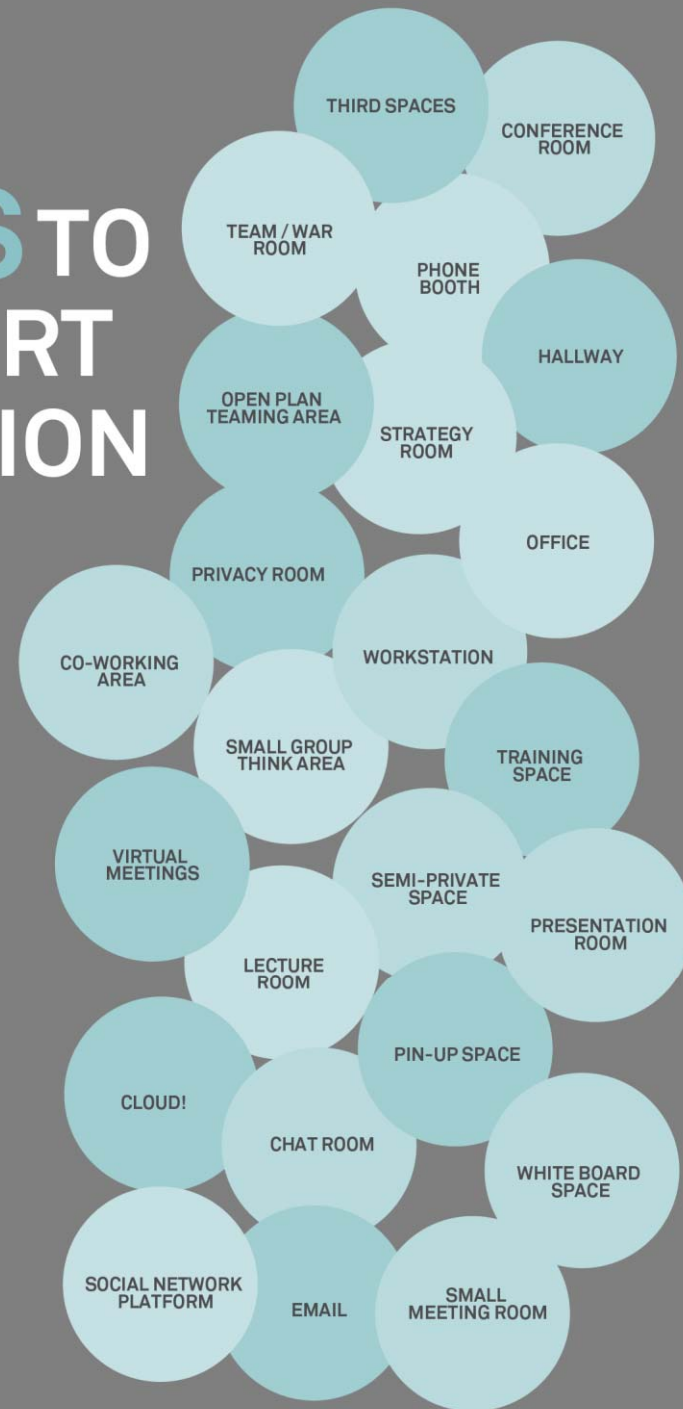 S TO
RT
ION
THIRD SPACES
CONFERENCE
ROOM
TEAM / WAR
ROOM
PHONE
BOOTH
HALLWAY
OPEN PLAN
TEAMING AREA
STRATEGY
ROOM
OFFICE
PRIVACY ROOM
CO-WORKING
AREA
WORKSTATION
SMALL GROUP
THINK AREA
TRAINING
SPACE
VIRTUAL
MEETINGS
SEMI-PRIVATE
SPACE
PRESENTATION
ROOM
LECTURE
ROOM
PIN-UP SPACE
CLOUD!
CHAT ROOM
WHITE BOARD
SPACE
SOCIAL NETWORK
PLATFORM
EMAIL
SMALL
MEETING ROOM